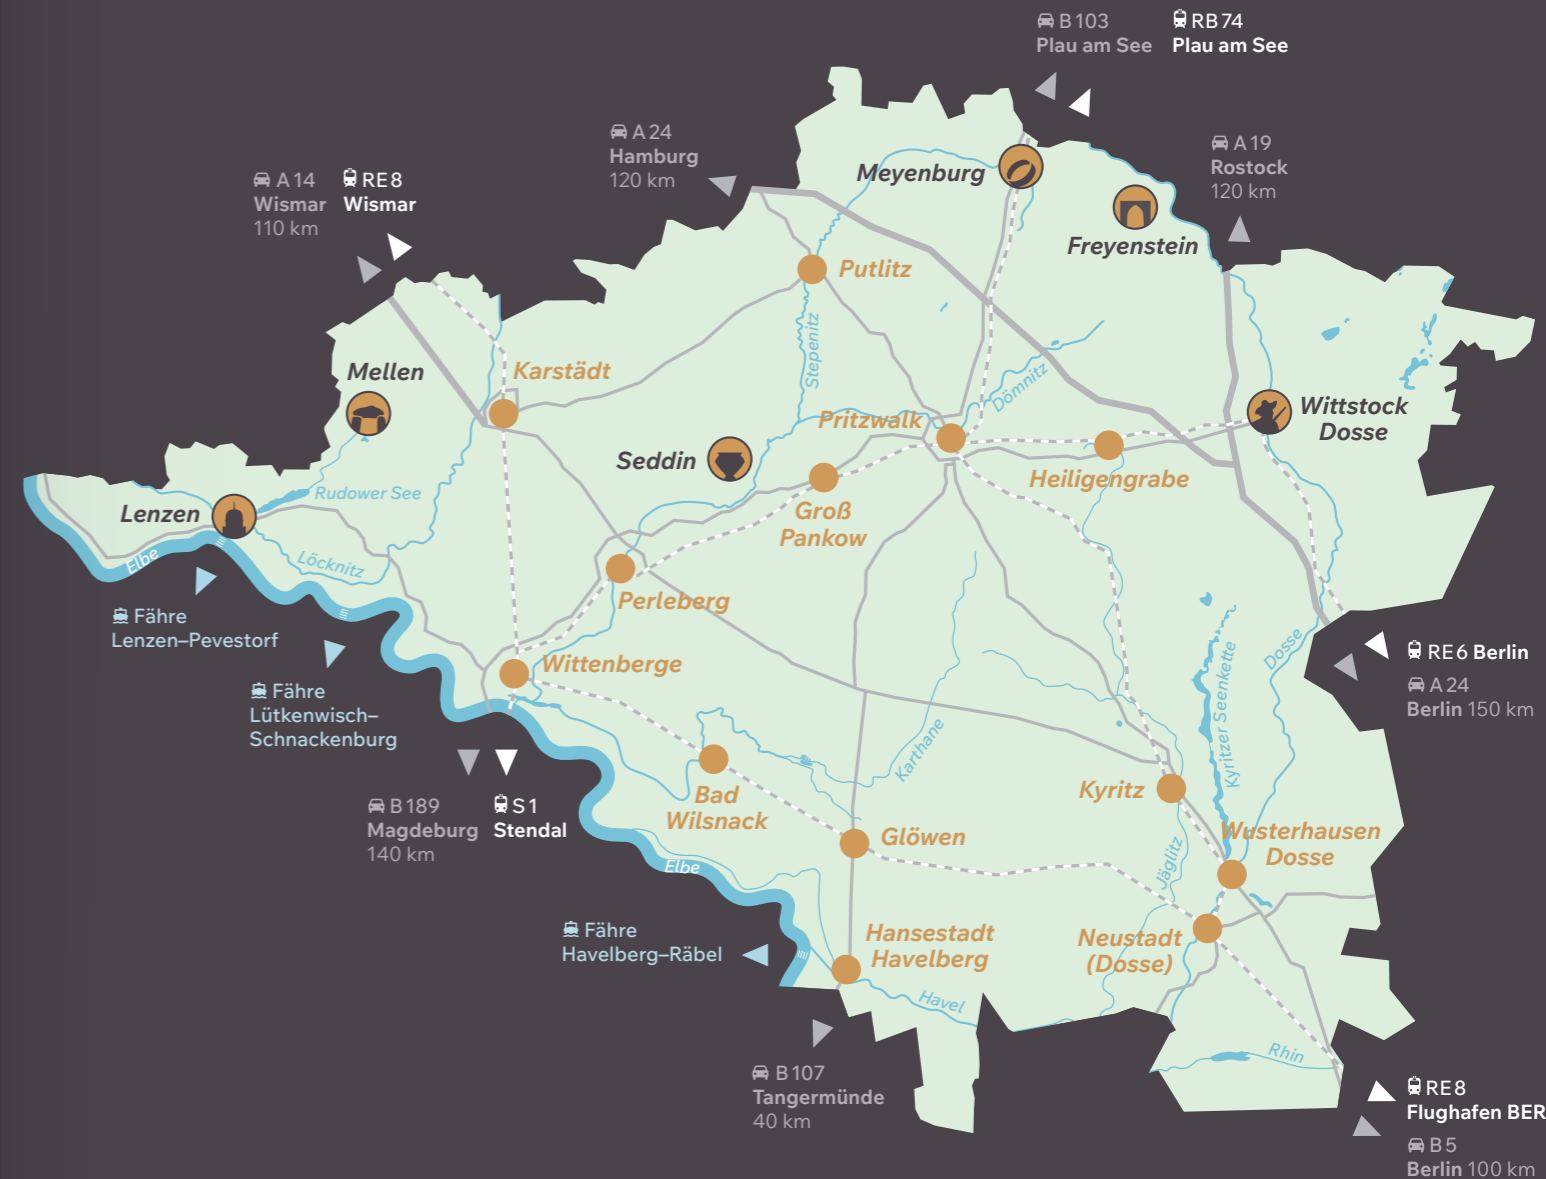 B 103
Plau am See
RB 74
Plau am See
A 24
Hamburg
120 km
A 19
Rostock
120 km
A 14
Wismar
110 km
RE 8
Wismar
Meyenburg
Freyenstein
Putlitz
Stepenitz
Mellen
Karstädt
Dömnitz
Pritzwalk
Wittstock
Dosse
Seddin
Heiligengrabe
Rudower See
Lenzen
Groß
Pankow
Elbe
Löcknitz
Perleberg
Fähre
Lenzen–Pevestorf
Wittenberge
Dosse
Kyritzer Seenkette
RE 6 Berlin
A 24
Berlin 150 km
Fähre
Lütkenwisch–
Schnackenburg
Karthane
B 189
Magdeburg
140 km
S 1
Stendal
Bad
Wilsnack
Kyritz
Glöwen
Wusterhausen
Dosse
Jäglitz
Elbe
Fähre
Havelberg–Räbel
Hansestadt
Havelberg
Neustadt
(Dosse)
Havel
Rhin
B 107
Tangermünde
40 km
RE 8
Flughafen BER
B 5
Berlin 100 km